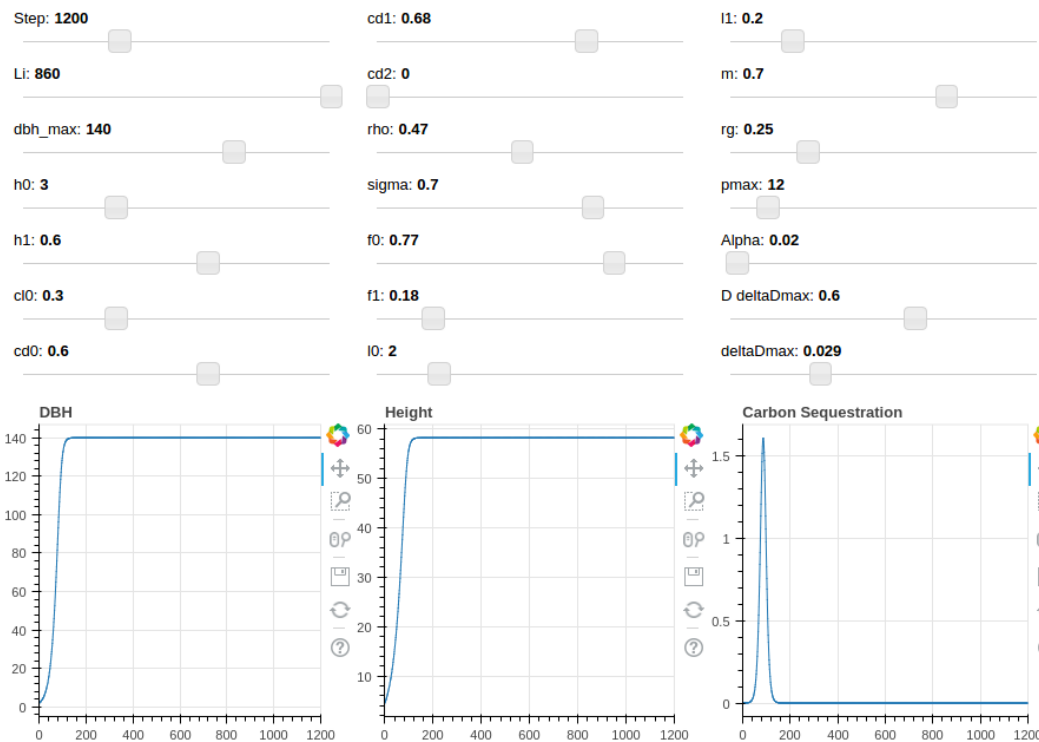 Step: 1200
cd1: 0.68
l1: 0.2
Li: 860
cd2: 0
m: 0.7
dbh_max: 140
rho: 0.47
rg: 0.25
h0: 3
sigma: 0.7
pmax: 12
h1: 0.6
f0: 0.77
Alpha: 0.02
cl0: 0.3
f1: 0.18
D deltaDmax: 0.6
cd0: 0.6
l0: 2
deltaDmax: 0.029
DBH
140
120
100
80
60
40
20
0
0 200 400 600 800 1000 1200
Height
60
50
40
30
20
10
0 200 400 600 800 1000 1200
Carbon Sequestration
1.5
1
0.5
0
0 200 400 600 800 1000 1200